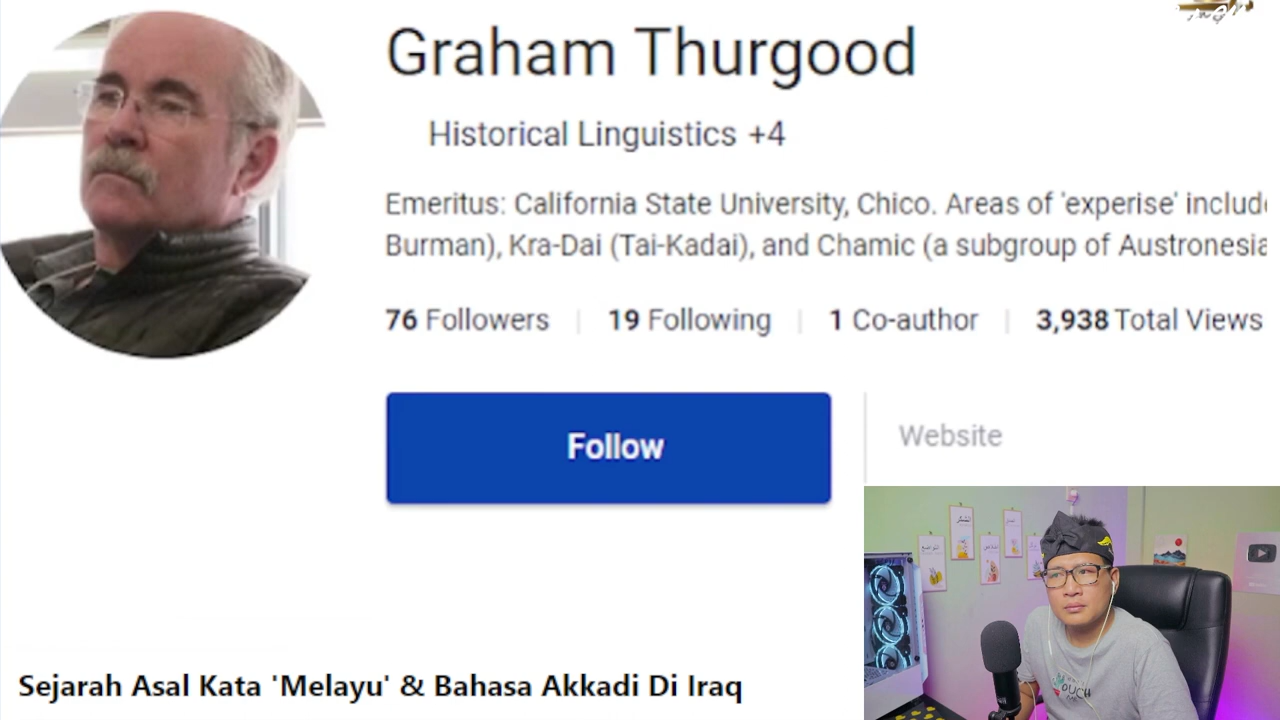 Graham Thurgood
Historical Linguistics +4
Emeritus: California State University, Chico. Areas of 'experise' include
Burman), Kra-Dai (Tai-Kadai), and Chamic (a subgroup of Austronesia
76 Followers 19 Following 1 Co-author 3,938 Total Views
Follow
Website
Sejarah Asal Kata 'Melayu' & Bahasa Akkadi Di Iraq